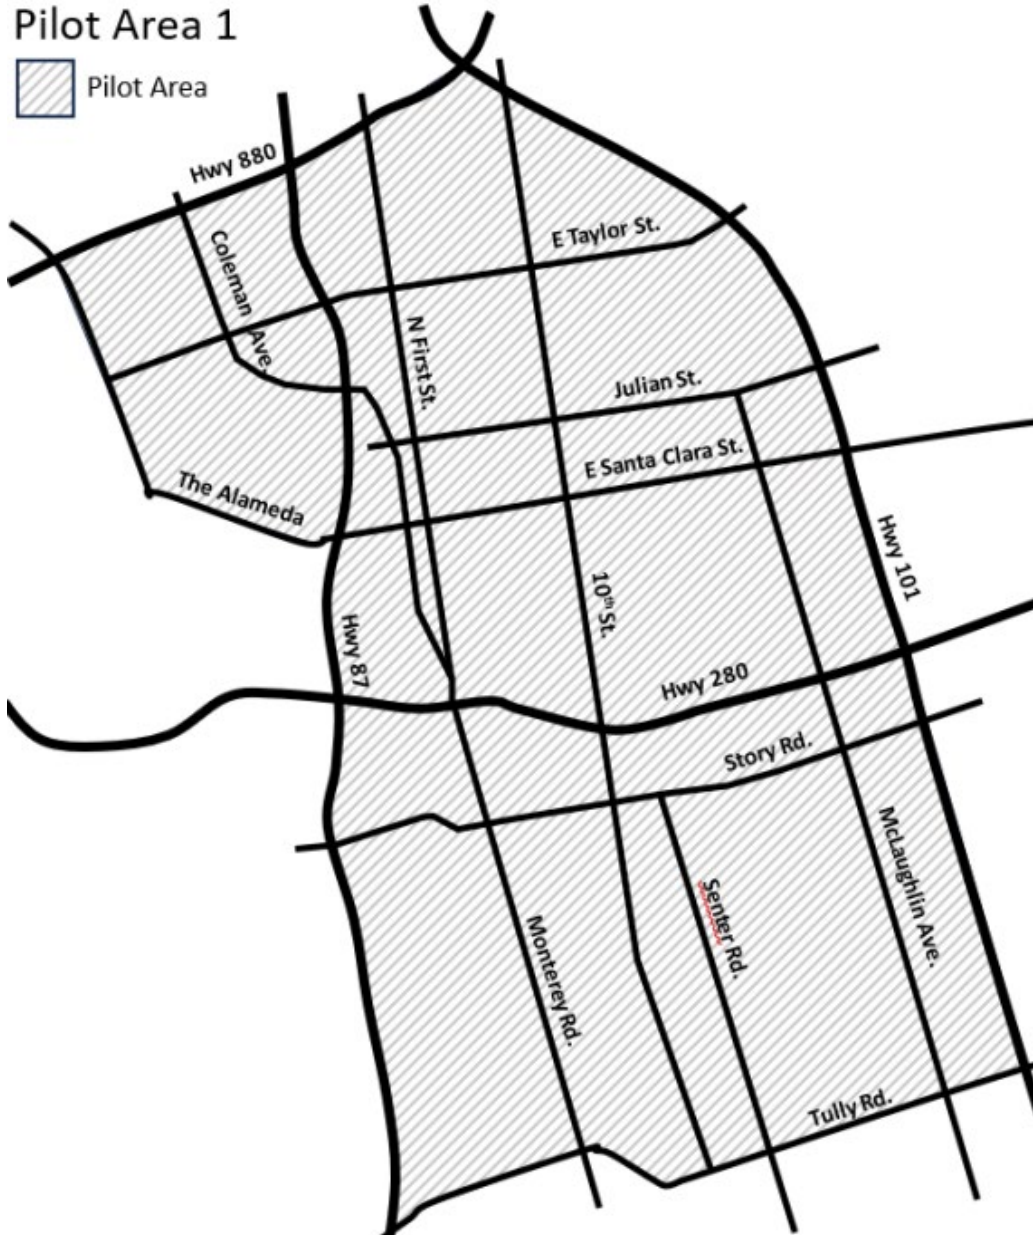 Pilot Area 1
Pilot Area
Hwy 880
Coleman Ave.
E Taylor St.
N First St.
Julian St.
E Santa Clara St.
The Alameda
Hwy 101
10th St.
Hwy 87
Hwy 280
Story Rd.
McLaughlin Ave.
Senter Rd.
Monterey Rd.
Tully Rd.